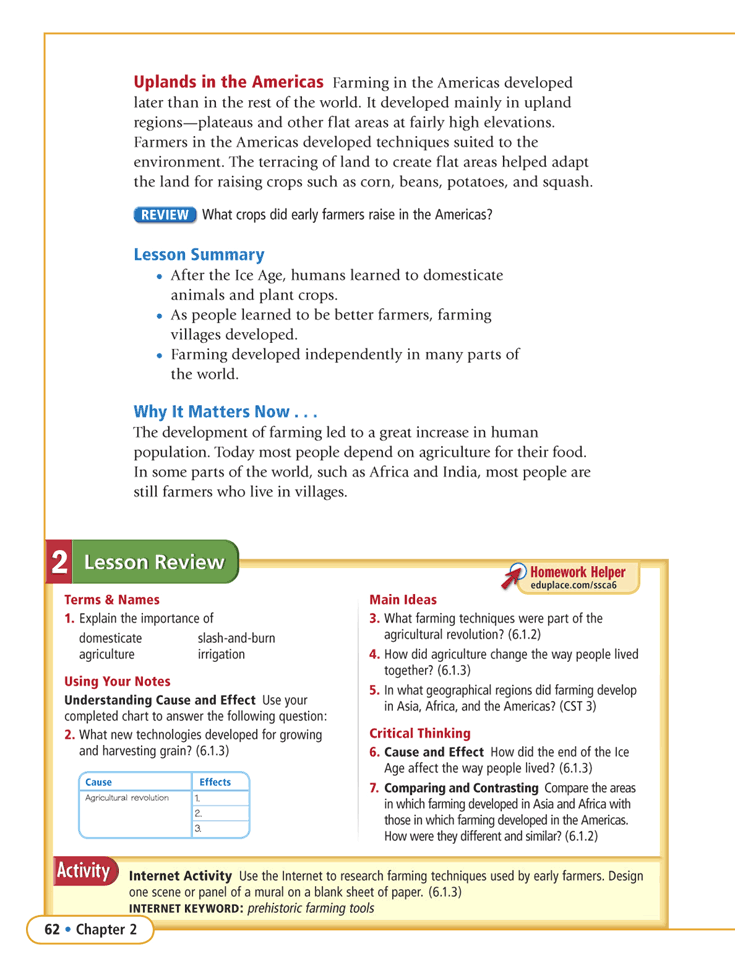 Uplands in the Americas Farming in the Americas developed
later than in the rest of the world. It developed mainly in upland
regions—plateaus and other flat areas at fairly high elevations.
Farmers in the Americas developed techniques suited to the
environment. The terracing of land to create flat areas helped adapt
the land for raising crops such as corn, beans, potatoes, and squash.
REVIEW What crops did early farmers raise in the Americas?
Lesson Summary
• After the Ice Age, humans learned to domesticate
animals and plant crops.
• As people learned to be better farmers, farming
villages developed.
• Farming developed independently in many parts of
the world.
Why It Matters Now . . .
The development of farming led to a great increase in human
population. Today most people depend on agriculture for their food.
In some parts of the world, such as Africa and India, most people are
still farmers who live in villages.
2 Lesson Review
Homework Helper
eduplace.com/ssca6
Terms & Names
1. Explain the importance of
domesticate slash-and-burn
agriculture irrigation
Using Your Notes
Understanding Cause and Effect Use your
completed chart to answer the following question:
2. What new technologies developed for growing
and harvesting grain? (6.1.3)
Cause Effects
Agricultural revolution 1.
2.
3.
Main Ideas
3. What farming techniques were part of the
agricultural revolution? (6.1.2)
4. How did agriculture change the way people lived
together? (6.1.3)
5. In what geographical regions did farming develop
in Asia, Africa, and the Americas? (CST 3)
Critical Thinking
6. Cause and Effect How did the end of the Ice
Age affect the way people lived? (6.1.3)
7. Comparing and Contrasting Compare the areas
in which farming developed in Asia and Africa with
those in which farming developed in the Americas.
How were they different and similar? (6.1.2)
Activity
Internet Activity Use the Internet to research farming techniques used by early farmers. Design
one scene or panel of a mural on a blank sheet of paper. (6.1.3)
INTERNET KEYWORD: prehistoric farming tools
62 • Chapter 2